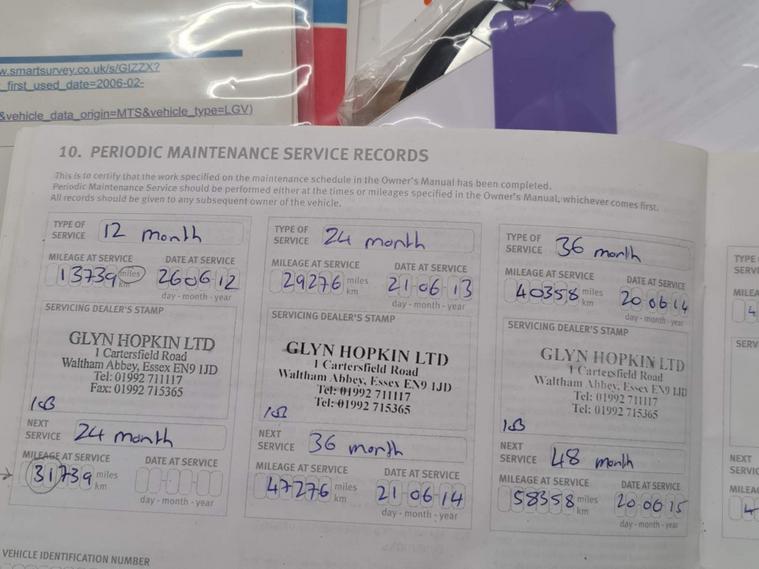 w.smartsurvey.co.uk/s/GIZZX?
_first_used_date=2006-02-
&vehicle_data_origin=MTS&vehicle_type=LGV)
10. PERIODIC MAINTENANCE SERVICE RECORDS
This is to certify that the work specified on the maintenance schedule in the Owner's Manual has been completed.
Periodic Maintenance Service should be performed either at the times or mileages specified in the Owner's Manual, whichever comes first.
All records should be given to any subsequent owner of the vehicle.
TYPE OF SERVICE 12 month
MILEAGE AT SERVICE DATE AT SERVICE
13739 miles km 26 06 12
day - month - year
SERVICING DEALER'S STAMP
GLYN HOPKIN LTD
1 Cartersfield Road
Waltham Abbey, Essex EN9 1JD
Tel: 01992 711117
Fax: 01992 715365
NEXT SERVICE 24 month
MILEAGE AT SERVICE DATE AT SERVICE
31739 miles km
day - month - year
TYPE OF SERVICE 24 month
MILEAGE AT SERVICE DATE AT SERVICE
29276 miles km 21 06 13
day - month - year
SERVICING DEALER'S STAMP
GLYN HOPKIN LTD
1 Cartersfield Road
Waltham Abbey, Essex EN9 1JD
Tel: 01992 711117
Tel: 01992 715365
NEXT SERVICE 36 month
MILEAGE AT SERVICE DATE AT SERVICE
47276 miles km 21 06 14
day - month - year
TYPE OF SERVICE 36 month
MILEAGE AT SERVICE DATE AT SERVICE
40358 miles km 20 06 14
day - month - year
SERVICING DEALER'S STAMP
GLYN HOPKIN LTD
1 Cartersfield Road
Waltham Abbey, Essex EN9 1JD
Tel: 01992 711117
Tel: 01992 715365
NEXT SERVICE 48 month
MILEAGE AT SERVICE DATE AT SERVICE
58358 miles km 20 06 15
day - month - year
TYPE
SERV
MILEA
4
SERV
NEXT
SERVIC
MILEA
4
VEHICLE IDENTIFICATION NUMBER